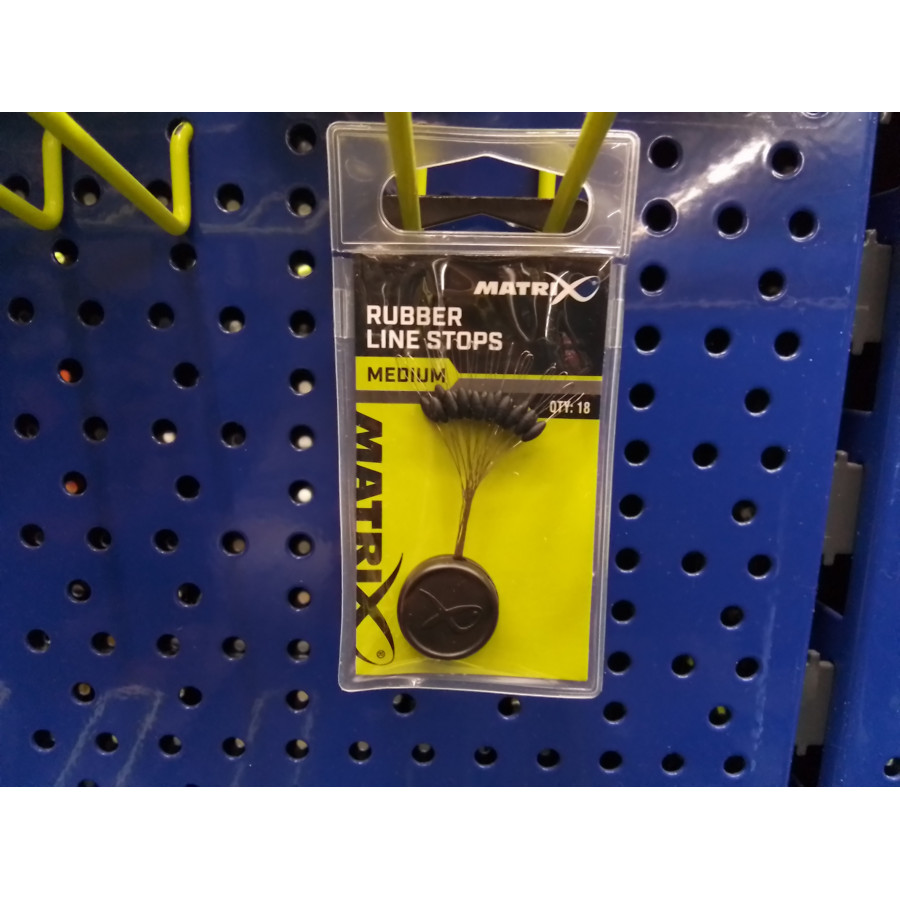 MATRIX
RUBBER
LINE STOPS
MEDIUM
QTY: 18
MATRIX®